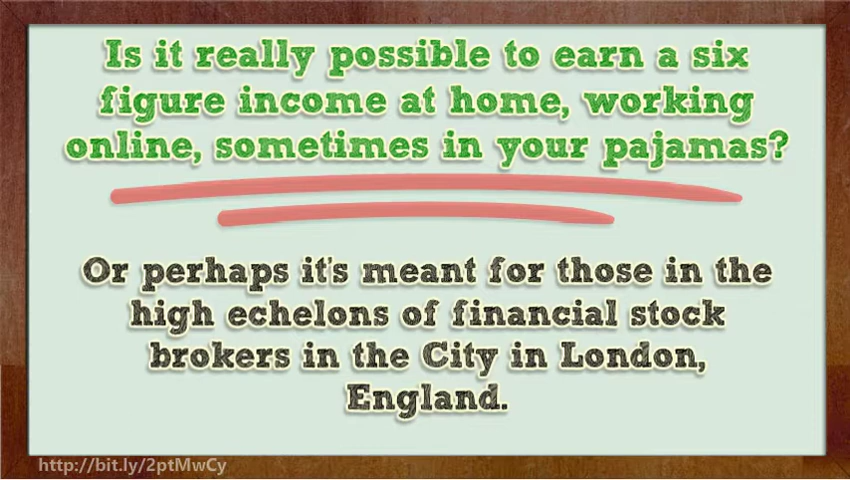 Is it really possible to earn a six
figure income at home, working
online, sometimes in your pajamas?
Or perhaps it's meant for those in the
high echelons of financial stock
brokers in the City in London,
England.
http://bit.ly/2ptMwCy